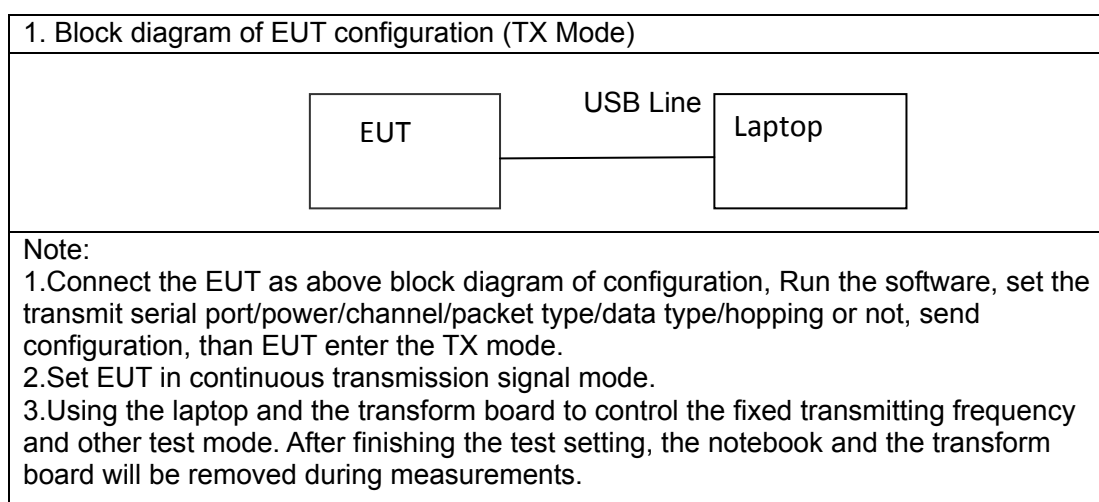 1. Block diagram of EUT configuration (TX Mode)
EUT
USB Line
Laptop
Note:
1.Connect the EUT as above block diagram of configuration, Run the software, set the
transmit serial port/power/channel/packet type/data type/hopping or not, send
configuration, than EUT enter the TX mode.
2.Set EUT in continuous transmission signal mode.
3.Using the laptop and the transform board to control the fixed transmitting frequency
and other test mode. After finishing the test setting, the notebook and the transform
board will be removed during measurements.